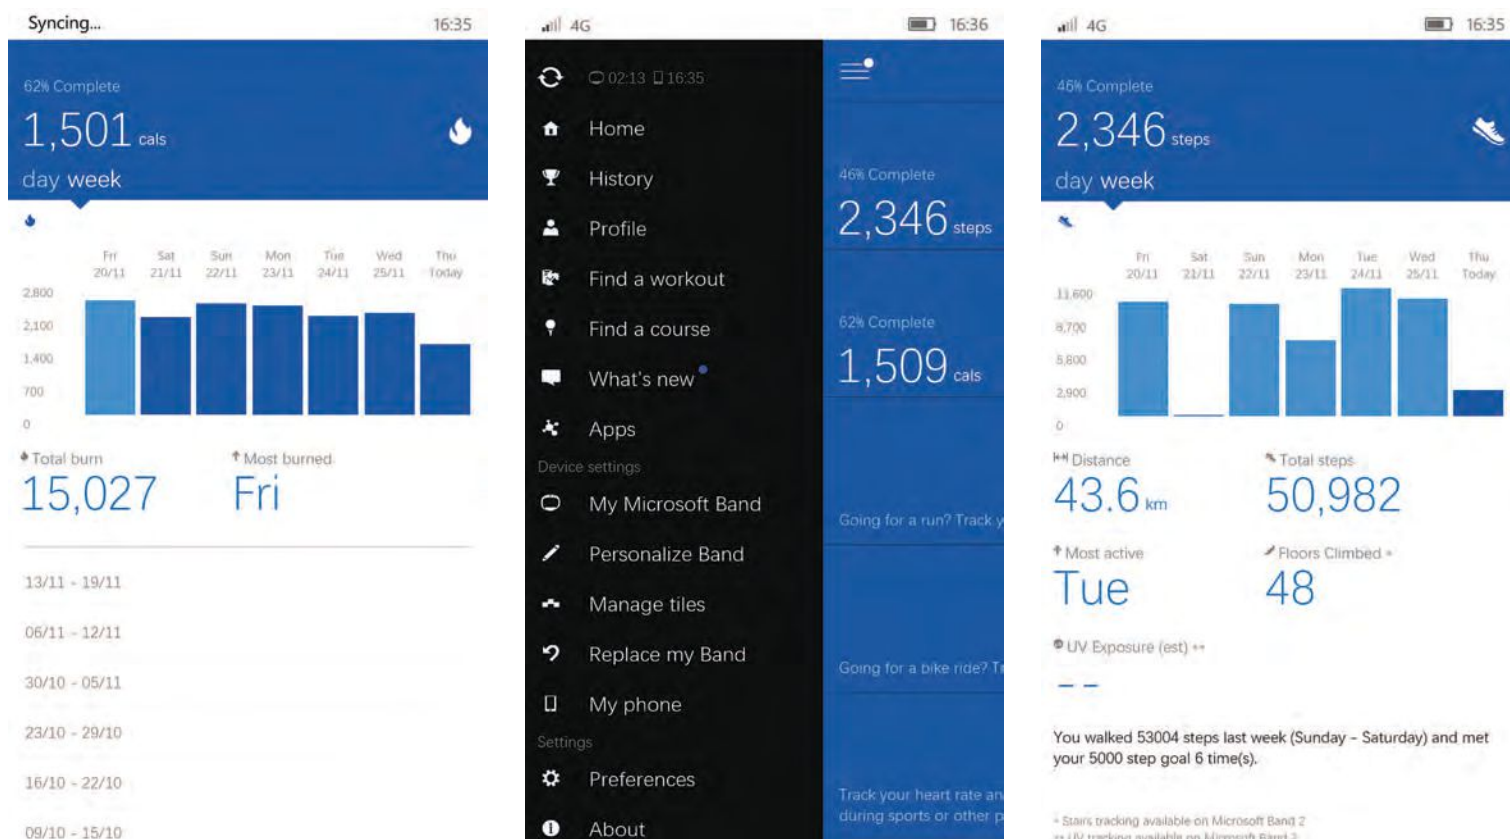 Syncing...
16:35
62% Complete
1,501 cals
day week
Fri Sat Sun Mon Tue Wed Thu
20/11 21/11 22/11 23/11 24/11 25/11 Today
2,800
2,100
1,400
700
0
Total burn
15,027
Most burned
Fri
13/11 - 19/11
06/11 - 12/11
30/10 - 05/11
23/10 - 29/10
16/10 - 22/10
09/10 - 15/10
4G
16:36
02:13 16:35
Home
History
Profile
Find a workout
Find a course
What's new
Apps
Device settings
My Microsoft Band
Personalize Band
Manage tiles
Replace my Band
My phone
Settings
Preferences
About
46% Complete
2,346 steps
62% Complete
1,509 cals
Going for a run? Track y
Going for a bike ride? Tr
Track your heart rate an
during sports or other p
4G
16:35
46% Complete
2,346 steps
day week
Fri Sat Sun Mon Tue Wed Thu
20/11 21/11 22/11 23/11 24/11 25/11 Today
11,600
8,700
5,800
2,900
0
Distance
43.6 km
Total steps
50,982
Most active
Tue
Floors Climbed *
48
UV Exposure (est) **
--
You walked 53004 steps last week (Sunday - Saturday) and met
your 5000 step goal 6 time(s).
* Stairs tracking available on Microsoft Band 2
** UV tracking available on Microsoft Band 2